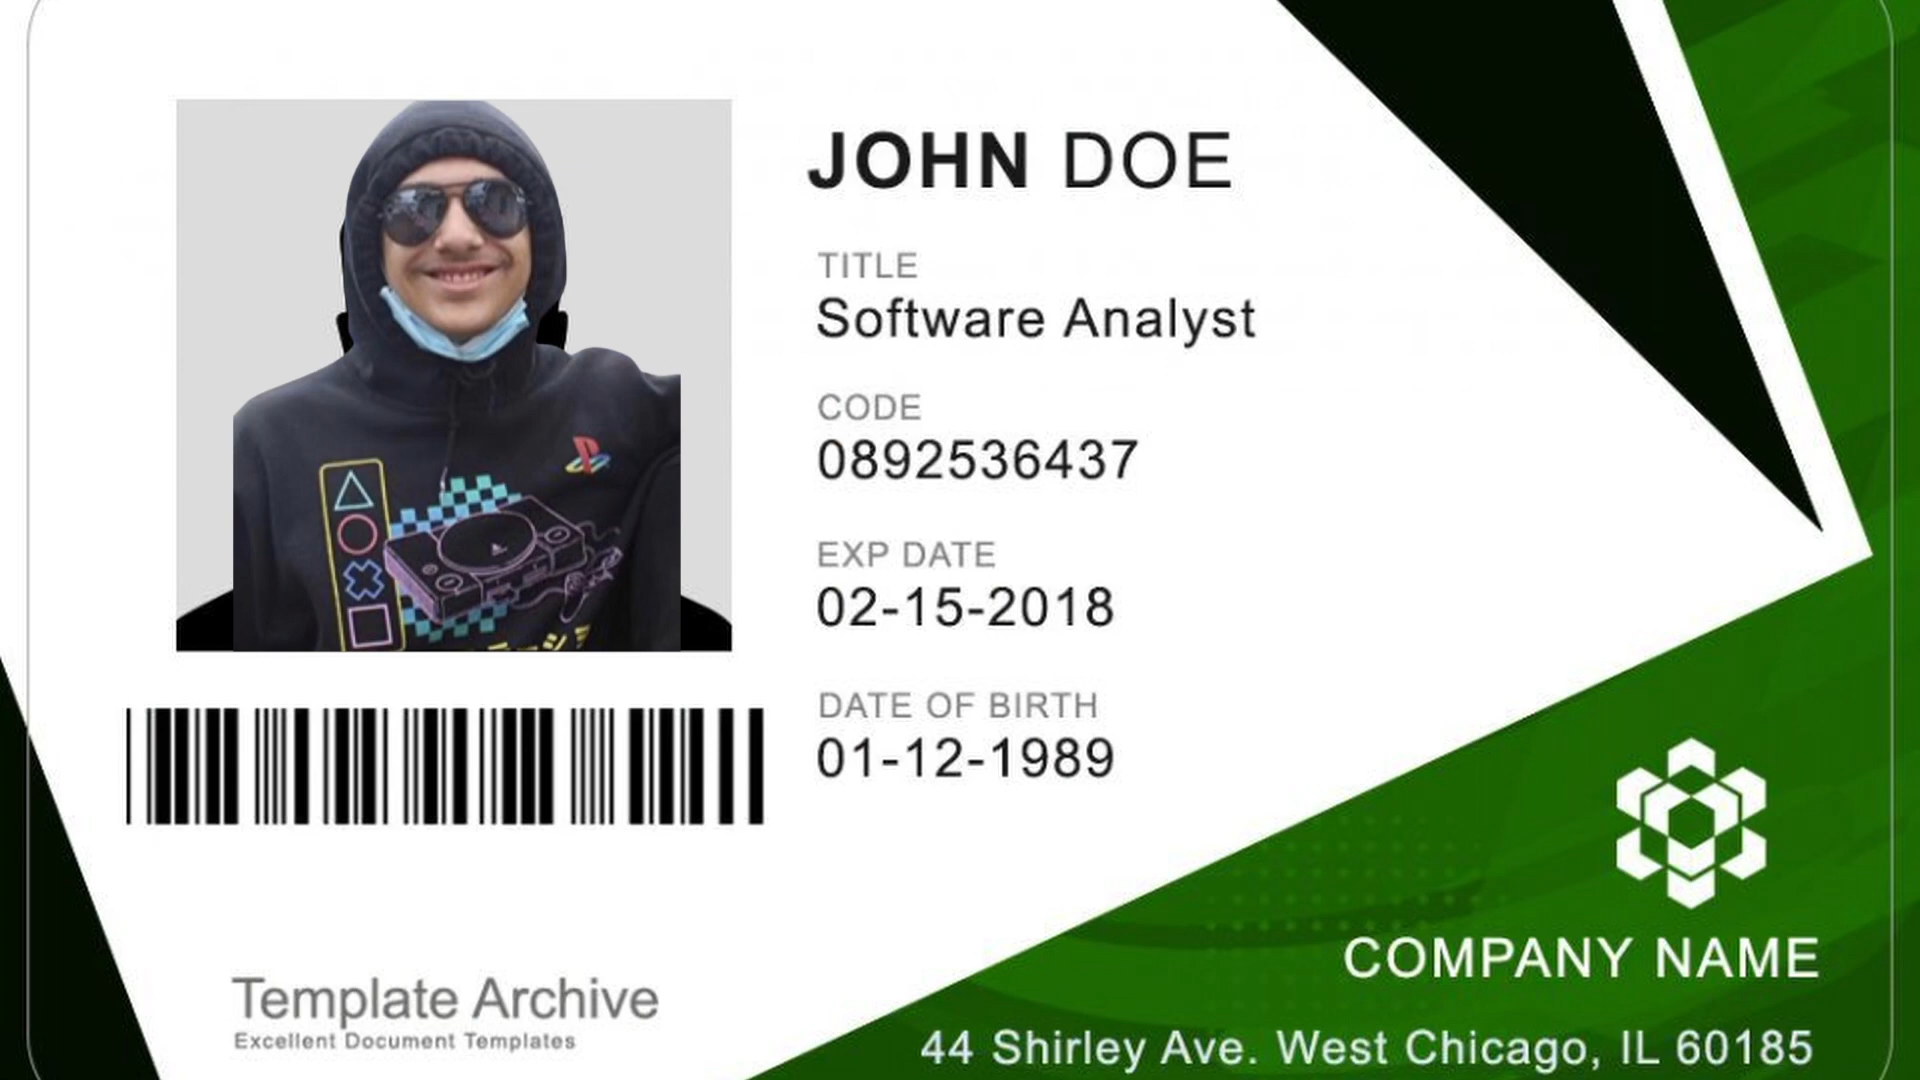 JOHN DOE
TITLE
Software Analyst
CODE
0892536437
EXP DATE
02-15-2018
DATE OF BIRTH
01-12-1989
COMPANY NAME
44 Shirley Ave. West Chicago, IL 60185
Template Archive
Excellent Document Templates